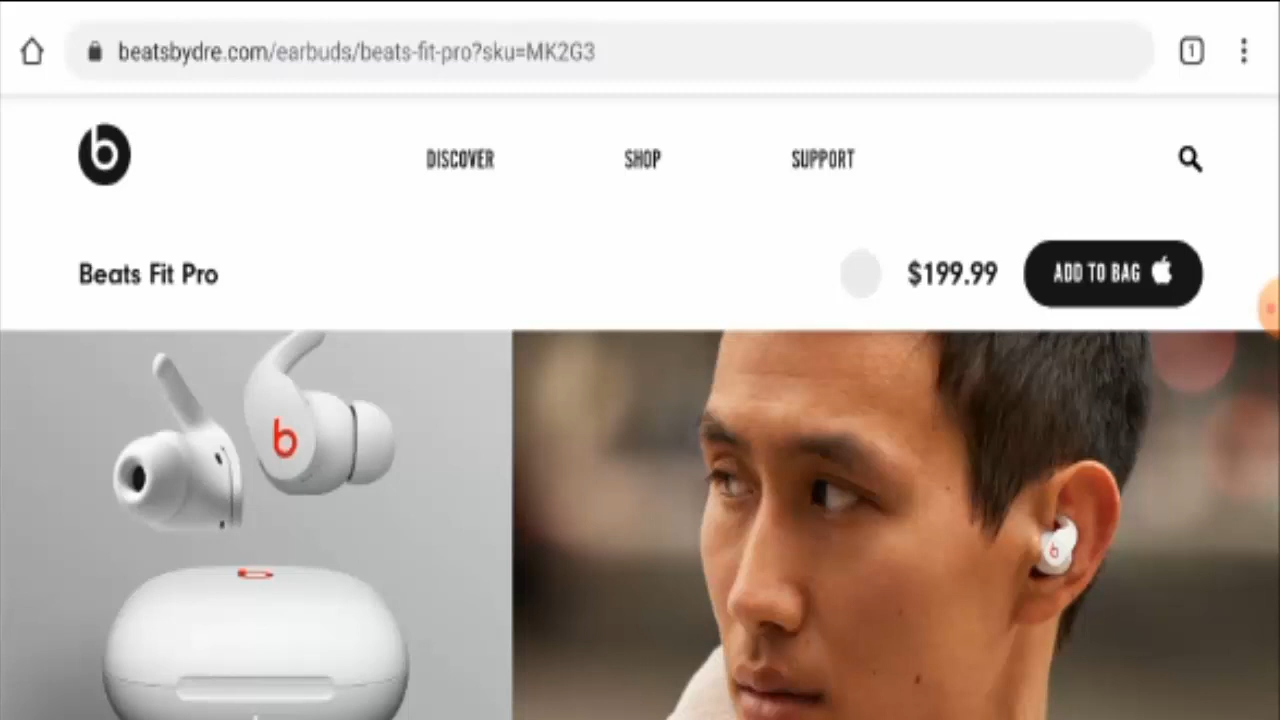 beatsbydre.com/earbuds/beats-fit-pro?sku=MK2G3
1
b
DISCOVER
SHOP
SUPPORT
Beats Fit Pro
$199.99
ADD TO BAG
b
b